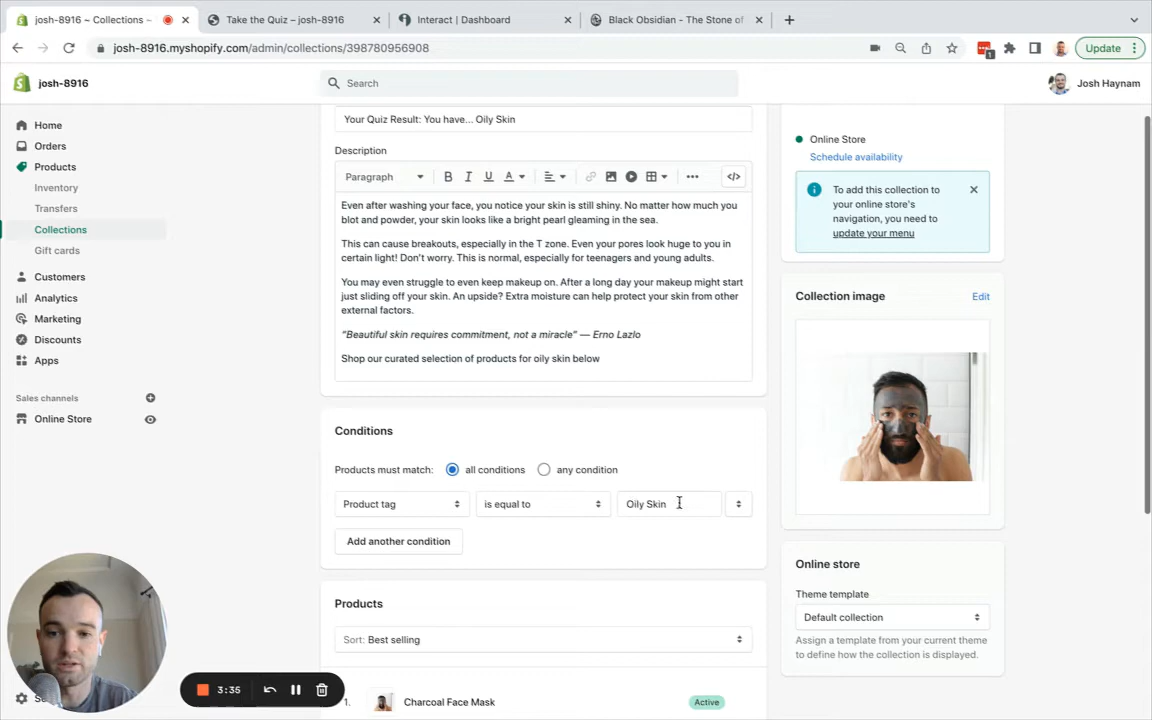 josh-8916 ~ Collections ~
Take the Quiz – josh-8916
Interact | Dashboard
Black Obsidian - The Stone of
josh-8916.myshopify.com/admin/collections/398780956908
1
Update
josh-8916
Search
Josh Haynam
Home
Orders
Products
Inventory
Transfers
Collections
Gift cards
Customers
Analytics
Marketing
Discounts
Apps
Sales channels
Online Store
Your Quiz Result: You have... Oily Skin
Description
Paragraph
B I U A
Even after washing your face, you notice your skin is still shiny. No matter how much you
blot and powder, your skin looks like a bright pearl gleaming in the sea.
This can cause breakouts, especially in the T zone. Even your pores look huge to you in
certain light! Don't worry. This is normal, especially for teenagers and young adults.
You may even struggle to even keep makeup on. After a long day your makeup might start
just sliding off your skin. An upside? Extra moisture can help protect your skin from other
external factors.
“Beautiful skin requires commitment, not a miracle” — Erno Lazlo
Shop our curated selection of products for oily skin below
Conditions
Products must match: all conditions any condition
Product tag is equal to Oily Skin
Add another condition
Products
Sort: Best selling
1. Charcoal Face Mask Active
Online Store
Schedule availability
To add this collection to
your online store's
navigation, you need to
update your menu
Collection image Edit
Online store
Theme template
Default collection
Assign a template from your current theme
to define how the collection is displayed.
3:35